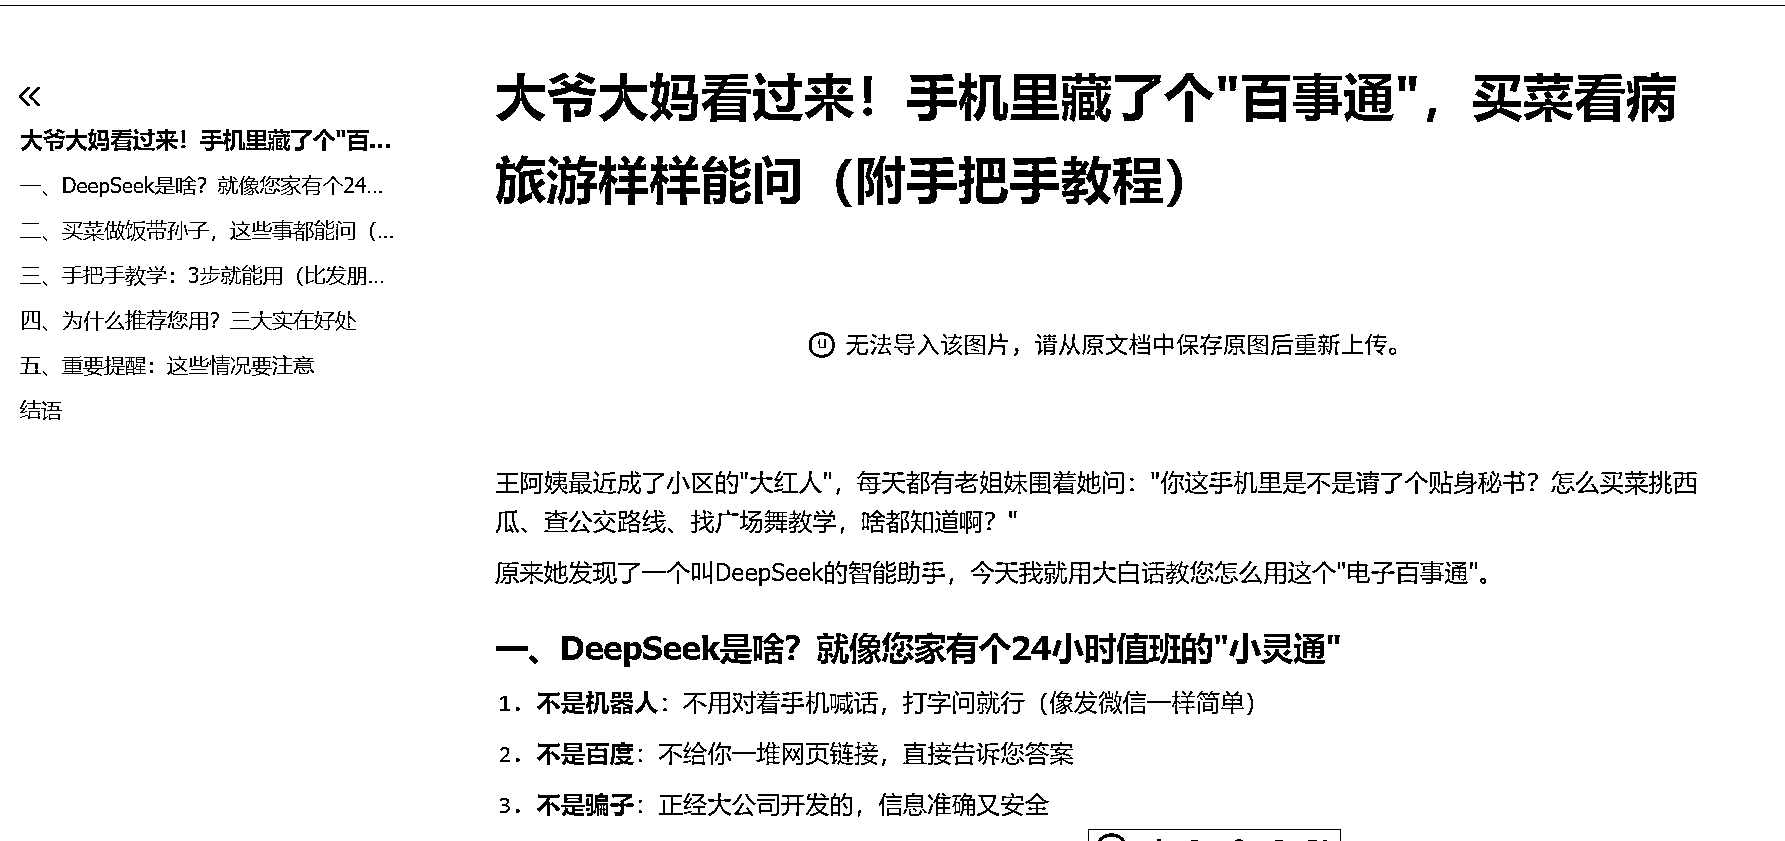 大爷大妈看过来！手机里藏了个"百...
一、DeepSeek是啥？就像您家有个24...
二、买菜做饭带孙子，这些事都能问（...
三、手把手教学：3步就能用（比发朋...
四、为什么推荐您用？三大实在好处
五、重要提醒：这些情况要注意
结语
大爷大妈看过来！手机里藏了个"百事通"，买菜看病
旅游样样能问（附手把手教程）
无法导入该图片，请从原文档中保存原图后重新上传。
王阿姨最近成了小区的"大红人"，每天都有老姐妹围着她问："你这手机里是不是请了个贴身秘书？怎么买菜挑西
瓜、查公交路线、找广场舞教学，啥都知道啊？"
原来她发现了一个叫DeepSeek的智能助手，今天我就用大白话教您怎么用这个"电子百事通"。
一、DeepSeek是啥？就像您家有个24小时值班的"小灵通"
1. 不是机器人：不用对着手机喊话，打字问就行（像发微信一样简单）
2. 不是百度：不给你一堆网页链接，直接告诉您答案
3. 不是骗子：正经大公司开发的，信息准确又安全